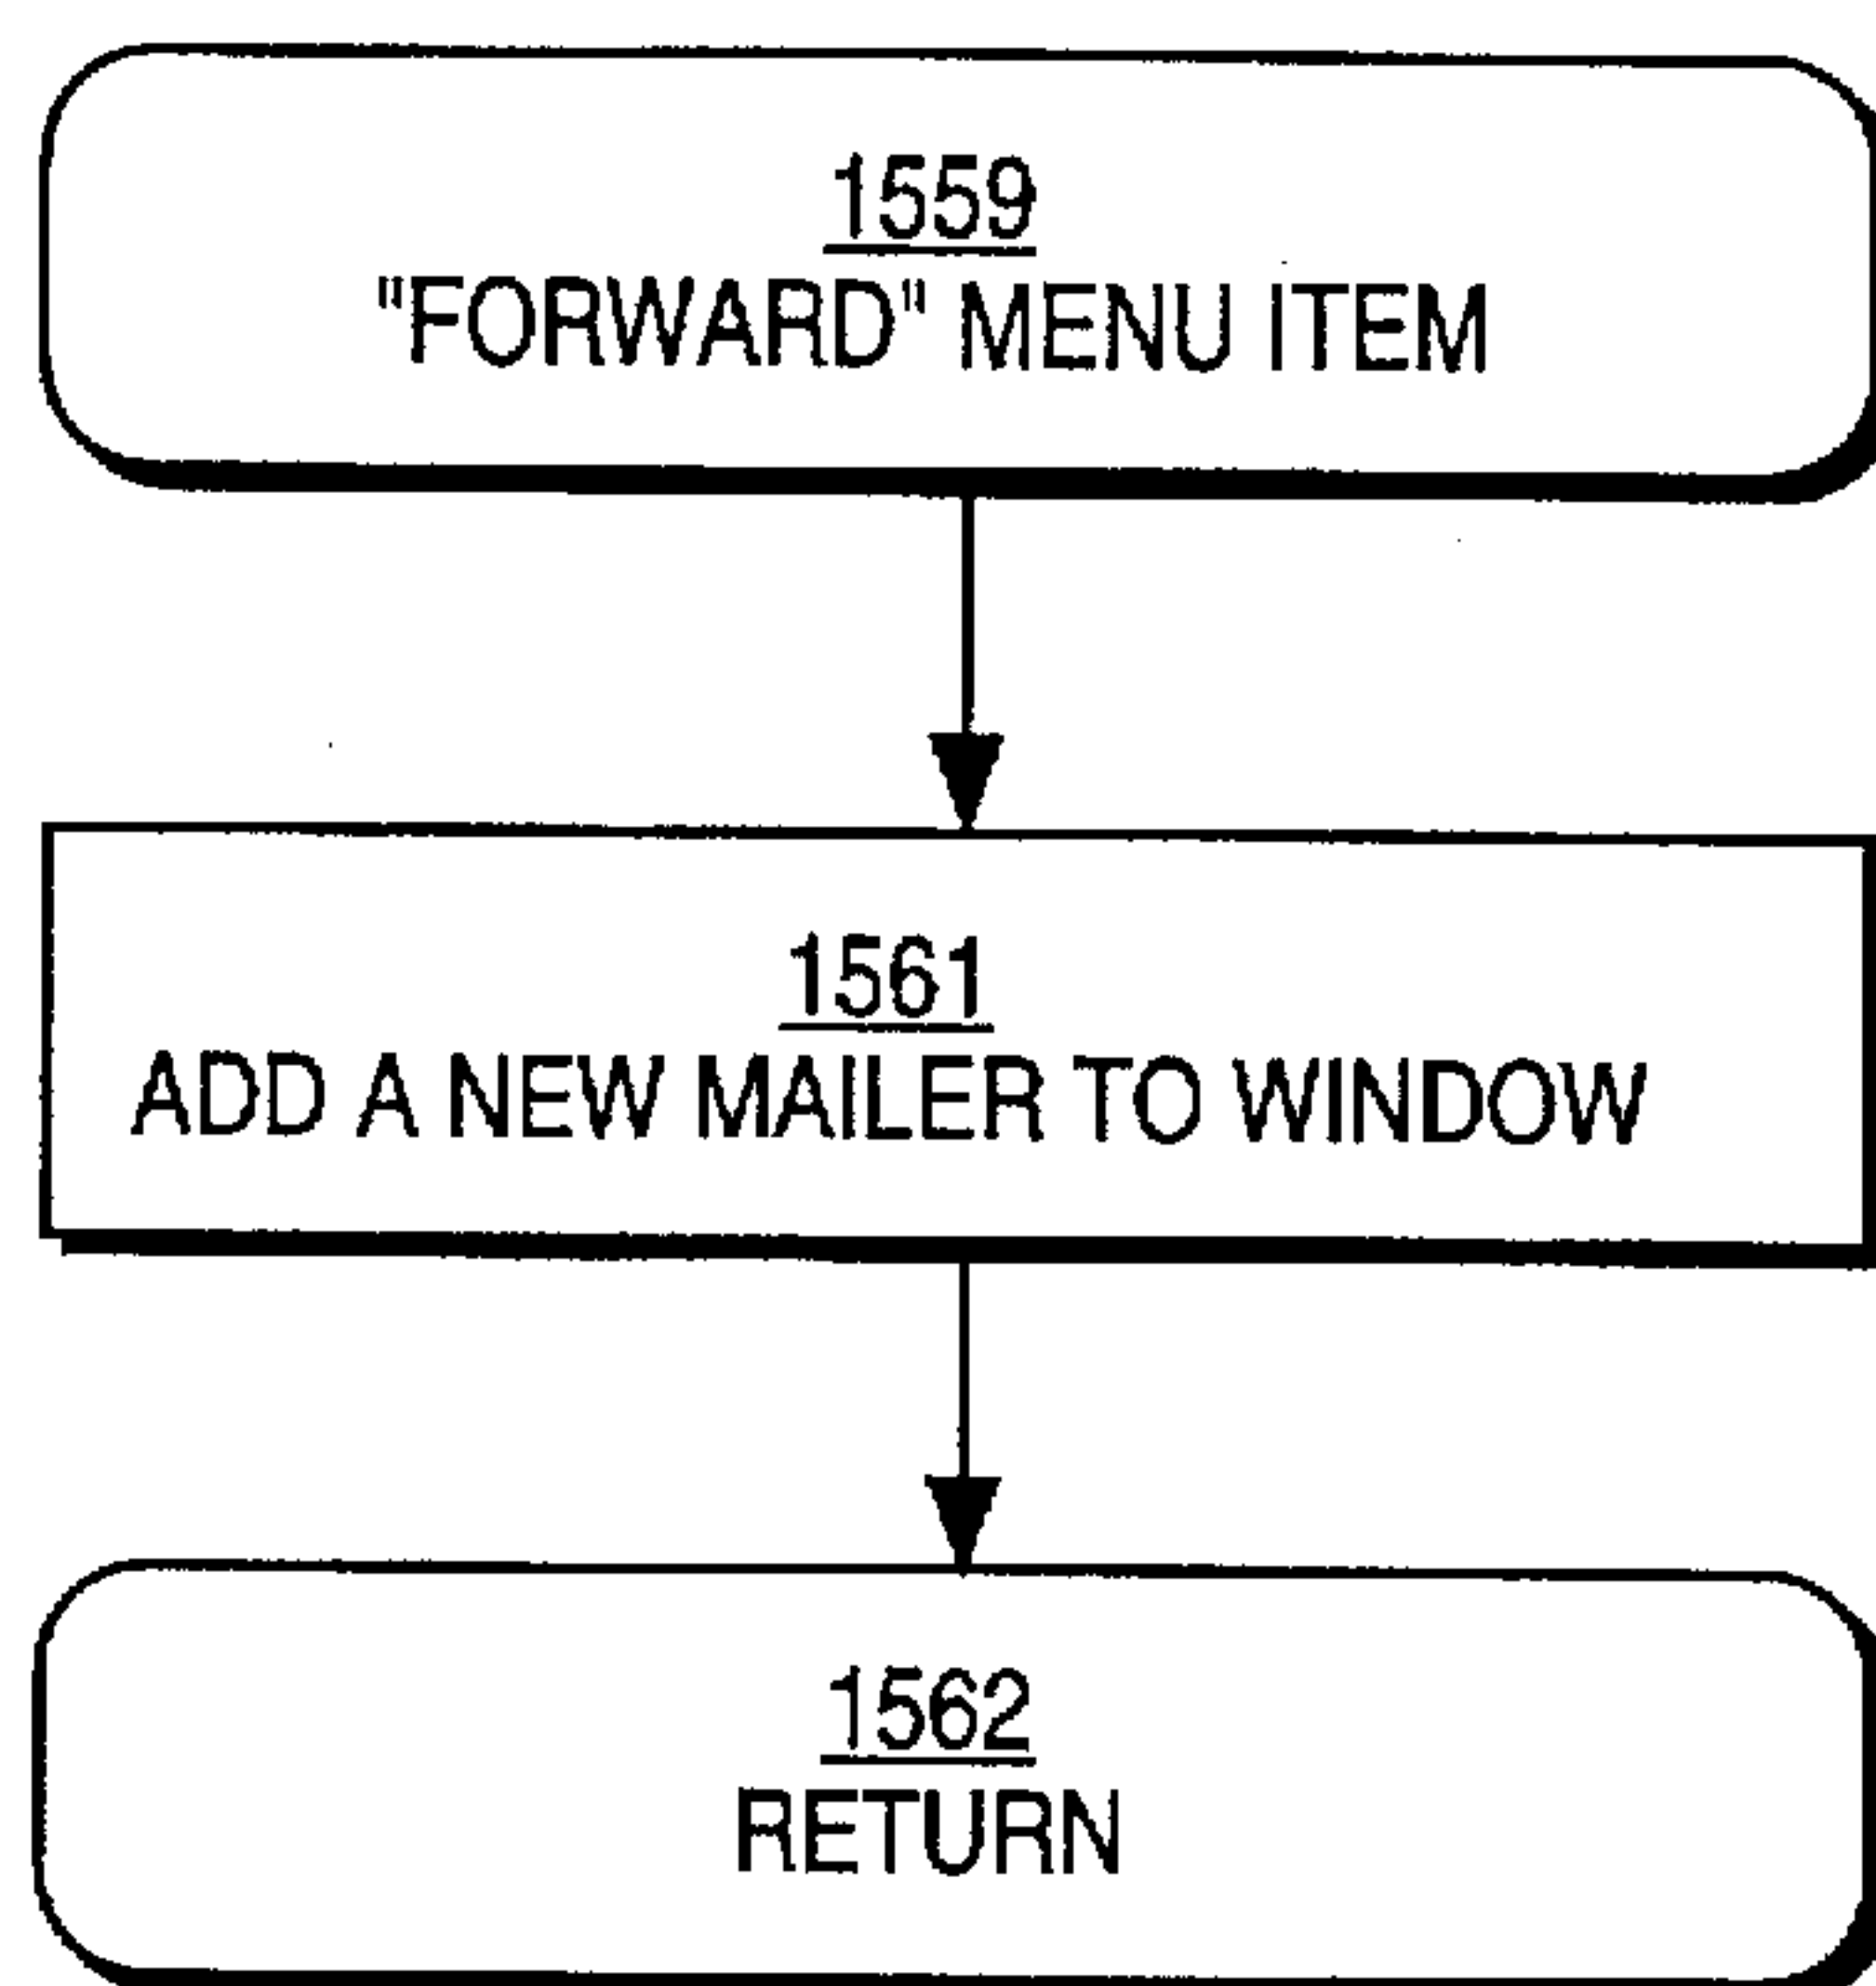 1559
"FORWARD" MENU ITEM
1561
ADD A NEW MAILER TO WINDOW
1562
RETURN